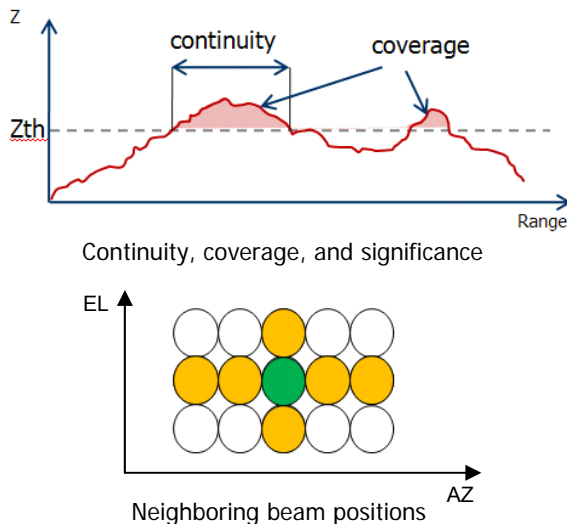 Z
continuity
coverage
Zth
Range
Continuity, coverage, and significance
EL
AZ
Neighboring beam positions